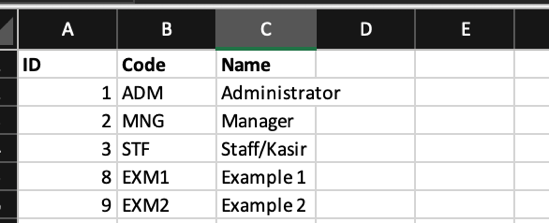 A B C D E
ID Code Name
1 ADM Administrator
2 MNG Manager
3 STF Staff/Kasir
8 EXM1 Example 1
9 EXM2 Example 2